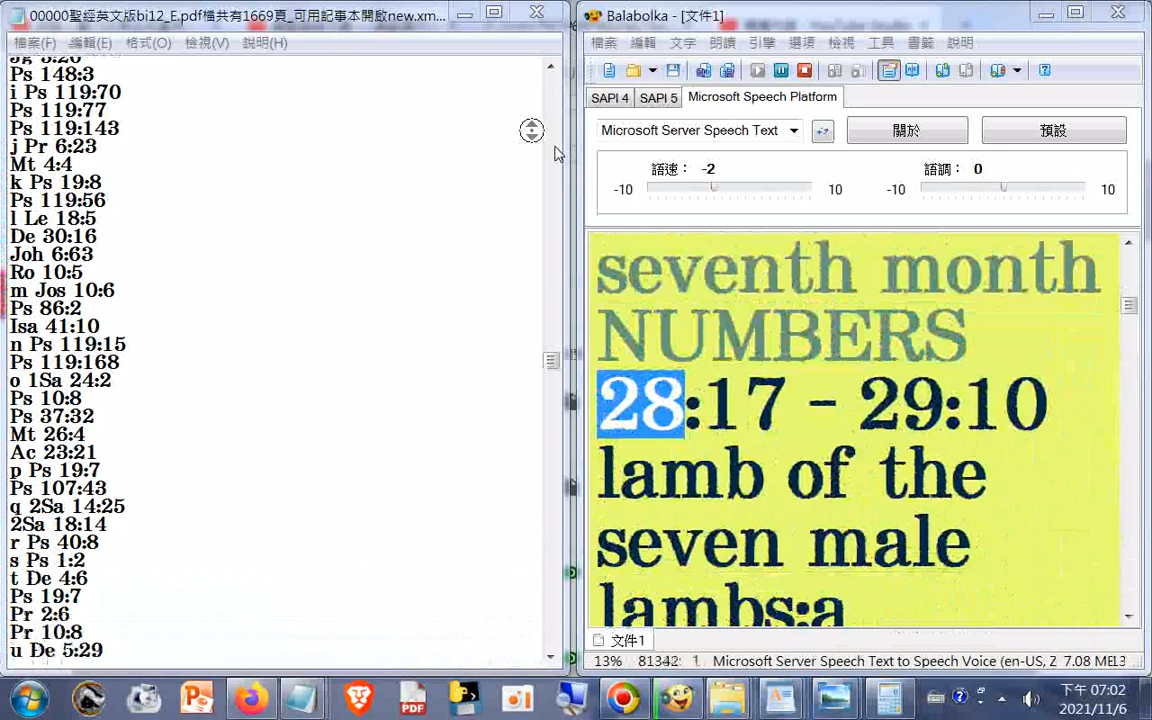 00000聖經英文版bi12_E.pdf檔共有1669頁_可用記事本開啟new.xm...
檔案(F) 編輯(E) 格式(O) 檢視(V) 說明(H)
Jg 3:20
Ps 148:3
i Ps 119:70
Ps 119:77
Ps 119:143
j Pr 6:23
Mt 4:4
k Ps 19:8
Ps 119:56
l Le 18:5
De 30:16
Joh 6:63
Ro 10:5
m Jos 10:6
Ps 86:2
Isa 41:10
n Ps 119:15
Ps 119:168
o 1Sa 24:2
Ps 10:8
Ps 37:32
Mt 26:4
Ac 23:21
p Ps 19:7
Ps 107:43
q 2Sa 14:25
2Sa 18:14
r Ps 40:8
s Ps 1:2
t De 4:6
Ps 19:7
Pr 2:6
Pr 10:8
u De 5:29
Balabolka - [文件1]
檔案 編輯 文字 朗讀 引擎 選項 檢視 工具 書籤 說明
SAPI 4 SAPI 5 Microsoft Speech Platform
Microsoft Server Speech Text 關於 預設
語速: -2 語調: 0
-10 10 -10 10
seventh month
NUMBERS
28:17 - 29:10
lamb of the
seven male
lambs:a
文件1
13% 81342: 1 Microsoft Server Speech Text to Speech Voice (en-US, Z 7.08 ME
PDF
下午 07:02
2021/11/6